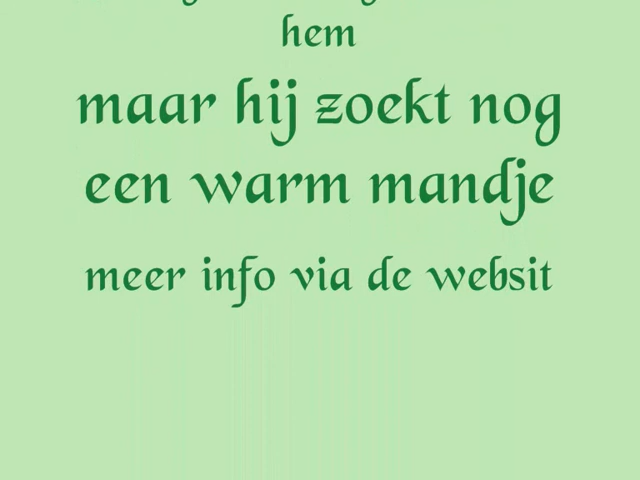 hem
maar hij zoekt nog
een warm mandje
meer info via de websit